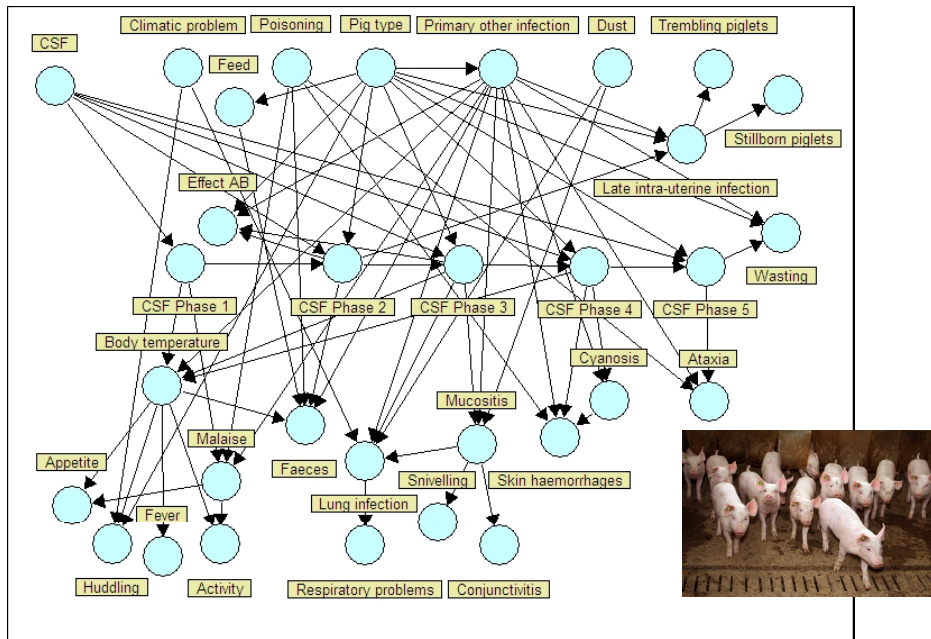 Climatic problem
Poisoning
Pig type
Primary other infection
Dust
Trembling piglets
CSF
Feed
Stillborn piglets
Effect AB
Late intra-uterine infection
Wasting
CSF Phase 1
CSF Phase 2
CSF Phase 3
CSF Phase 4
CSF Phase 5
Body temperature
Cyanosis
Ataxia
Mucositis
Malaise
Appetite
Faeces
Snivelling
Skin haemorrhages
Fever
Lung infection
Huddling
Activity
Respiratory problems
Conjunctivitis